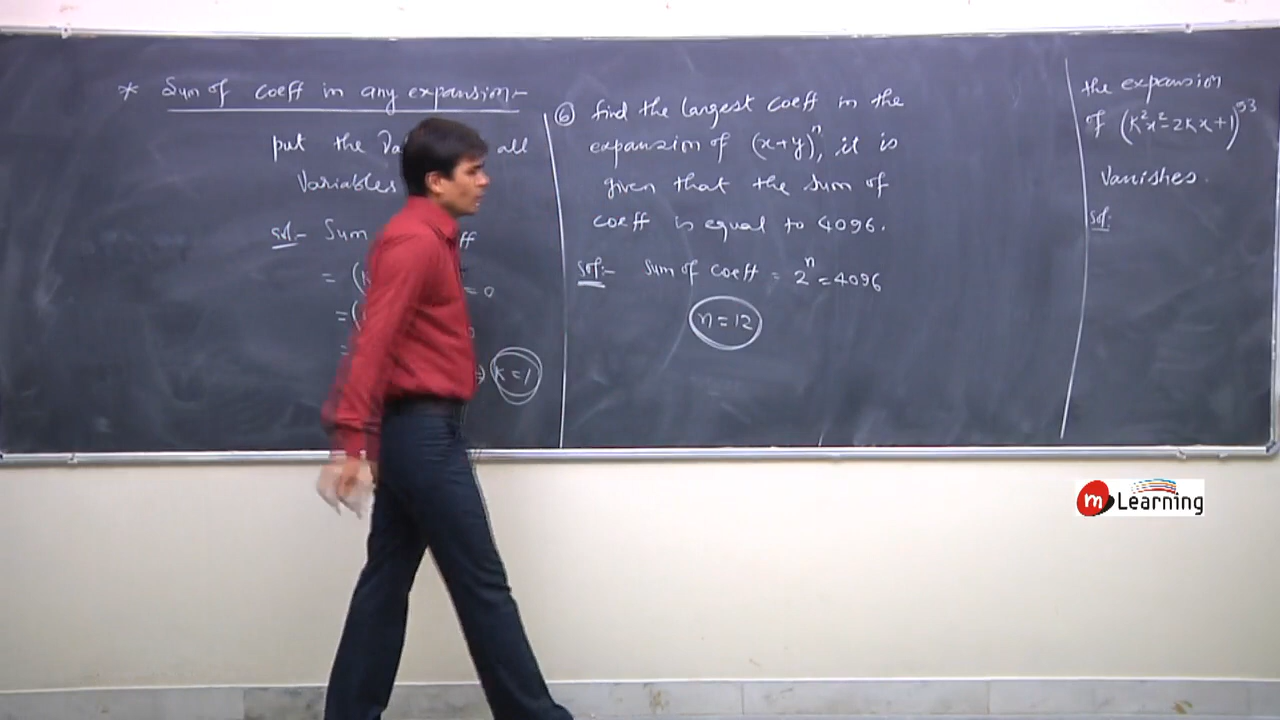 * Sum of coeff in any expansion:-
put the all
Variables
Sol:- Sum ff
= ( = 0
= (
=
k = 1
⑥ find the largest coeff in the
expansion of (x+y)ⁿ, it is
given that the sum of
coeff is equal to 4096.
Sol:- Sum of coeff = 2ⁿ = 4096
n = 12
the expansion
of (k²x²-2kx+1)⁵³
Vanishes.
Sol:
m Learning